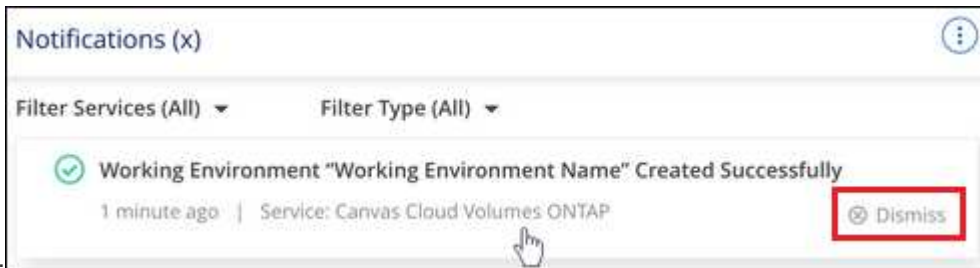 Notifications (x)
Filter Services (All) Filter Type (All)
Working Environment “Working Environment Name” Created Successfully
1 minute ago | Service: Canvas Cloud Volumes ONTAP Dismiss